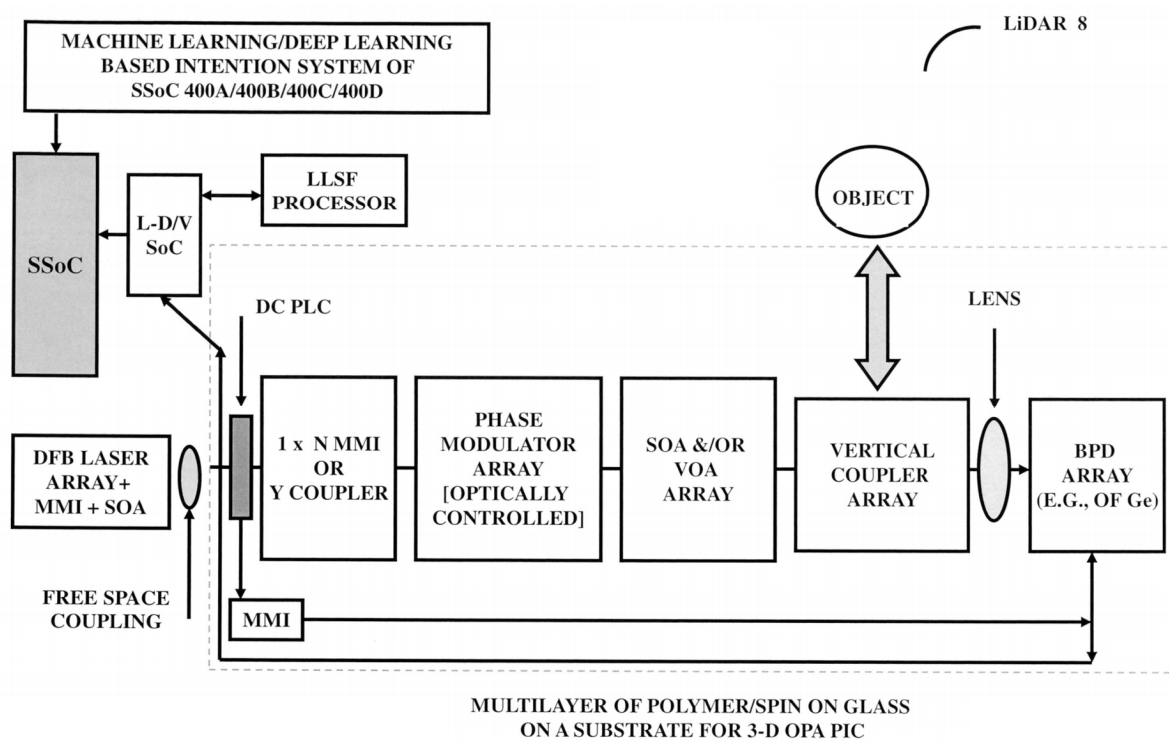 MACHINE LEARNING/DEEP LEARNING
BASED INTENTION SYSTEM OF
SSoC 400A/400B/400C/400D
LiDAR 8
LLSF
PROCESSOR
L-D/V
SoC
SSoC
OBJECT
DC PLC
LENS
DFB LASER
ARRAY+
MMI + SOA
1 x N MMI
OR
Y COUPLER
PHASE
MODULATOR
ARRAY
[OPTICALLY
CONTROLLED]
SOA &/OR
VOA
ARRAY
VERTICAL
COUPLER
ARRAY
BPD
ARRAY
(E.G., OF Ge)
FREE SPACE
COUPLING
MMI
MULTILAYER OF POLYMER/SPIN ON GLASS
ON A SUBSTRATE FOR 3-D OPA PIC